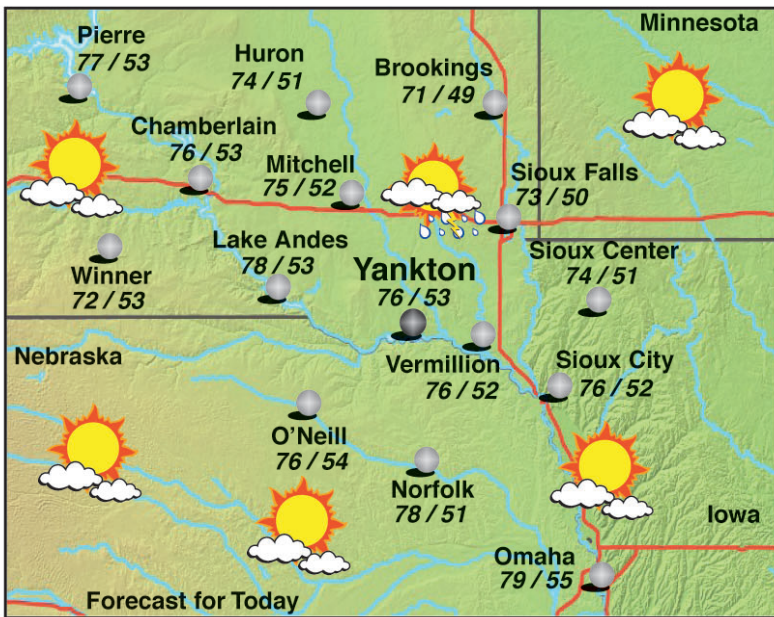 Pierre
77 / 53
Huron
74 / 51
Brookings
71 / 49
Minnesota
Chamberlain
76 / 53
Mitchell
75 / 52
Sioux Falls
73 / 50
Winner
72 / 53
Lake Andes
78 / 53
Yankton
76 / 53
Sioux Center
74 / 51
Nebraska
Vermillion
76 / 52
Sioux City
76 / 52
O'Neill
76 / 54
Norfolk
78 / 51
Iowa
Omaha
79 / 55
Forecast for Today